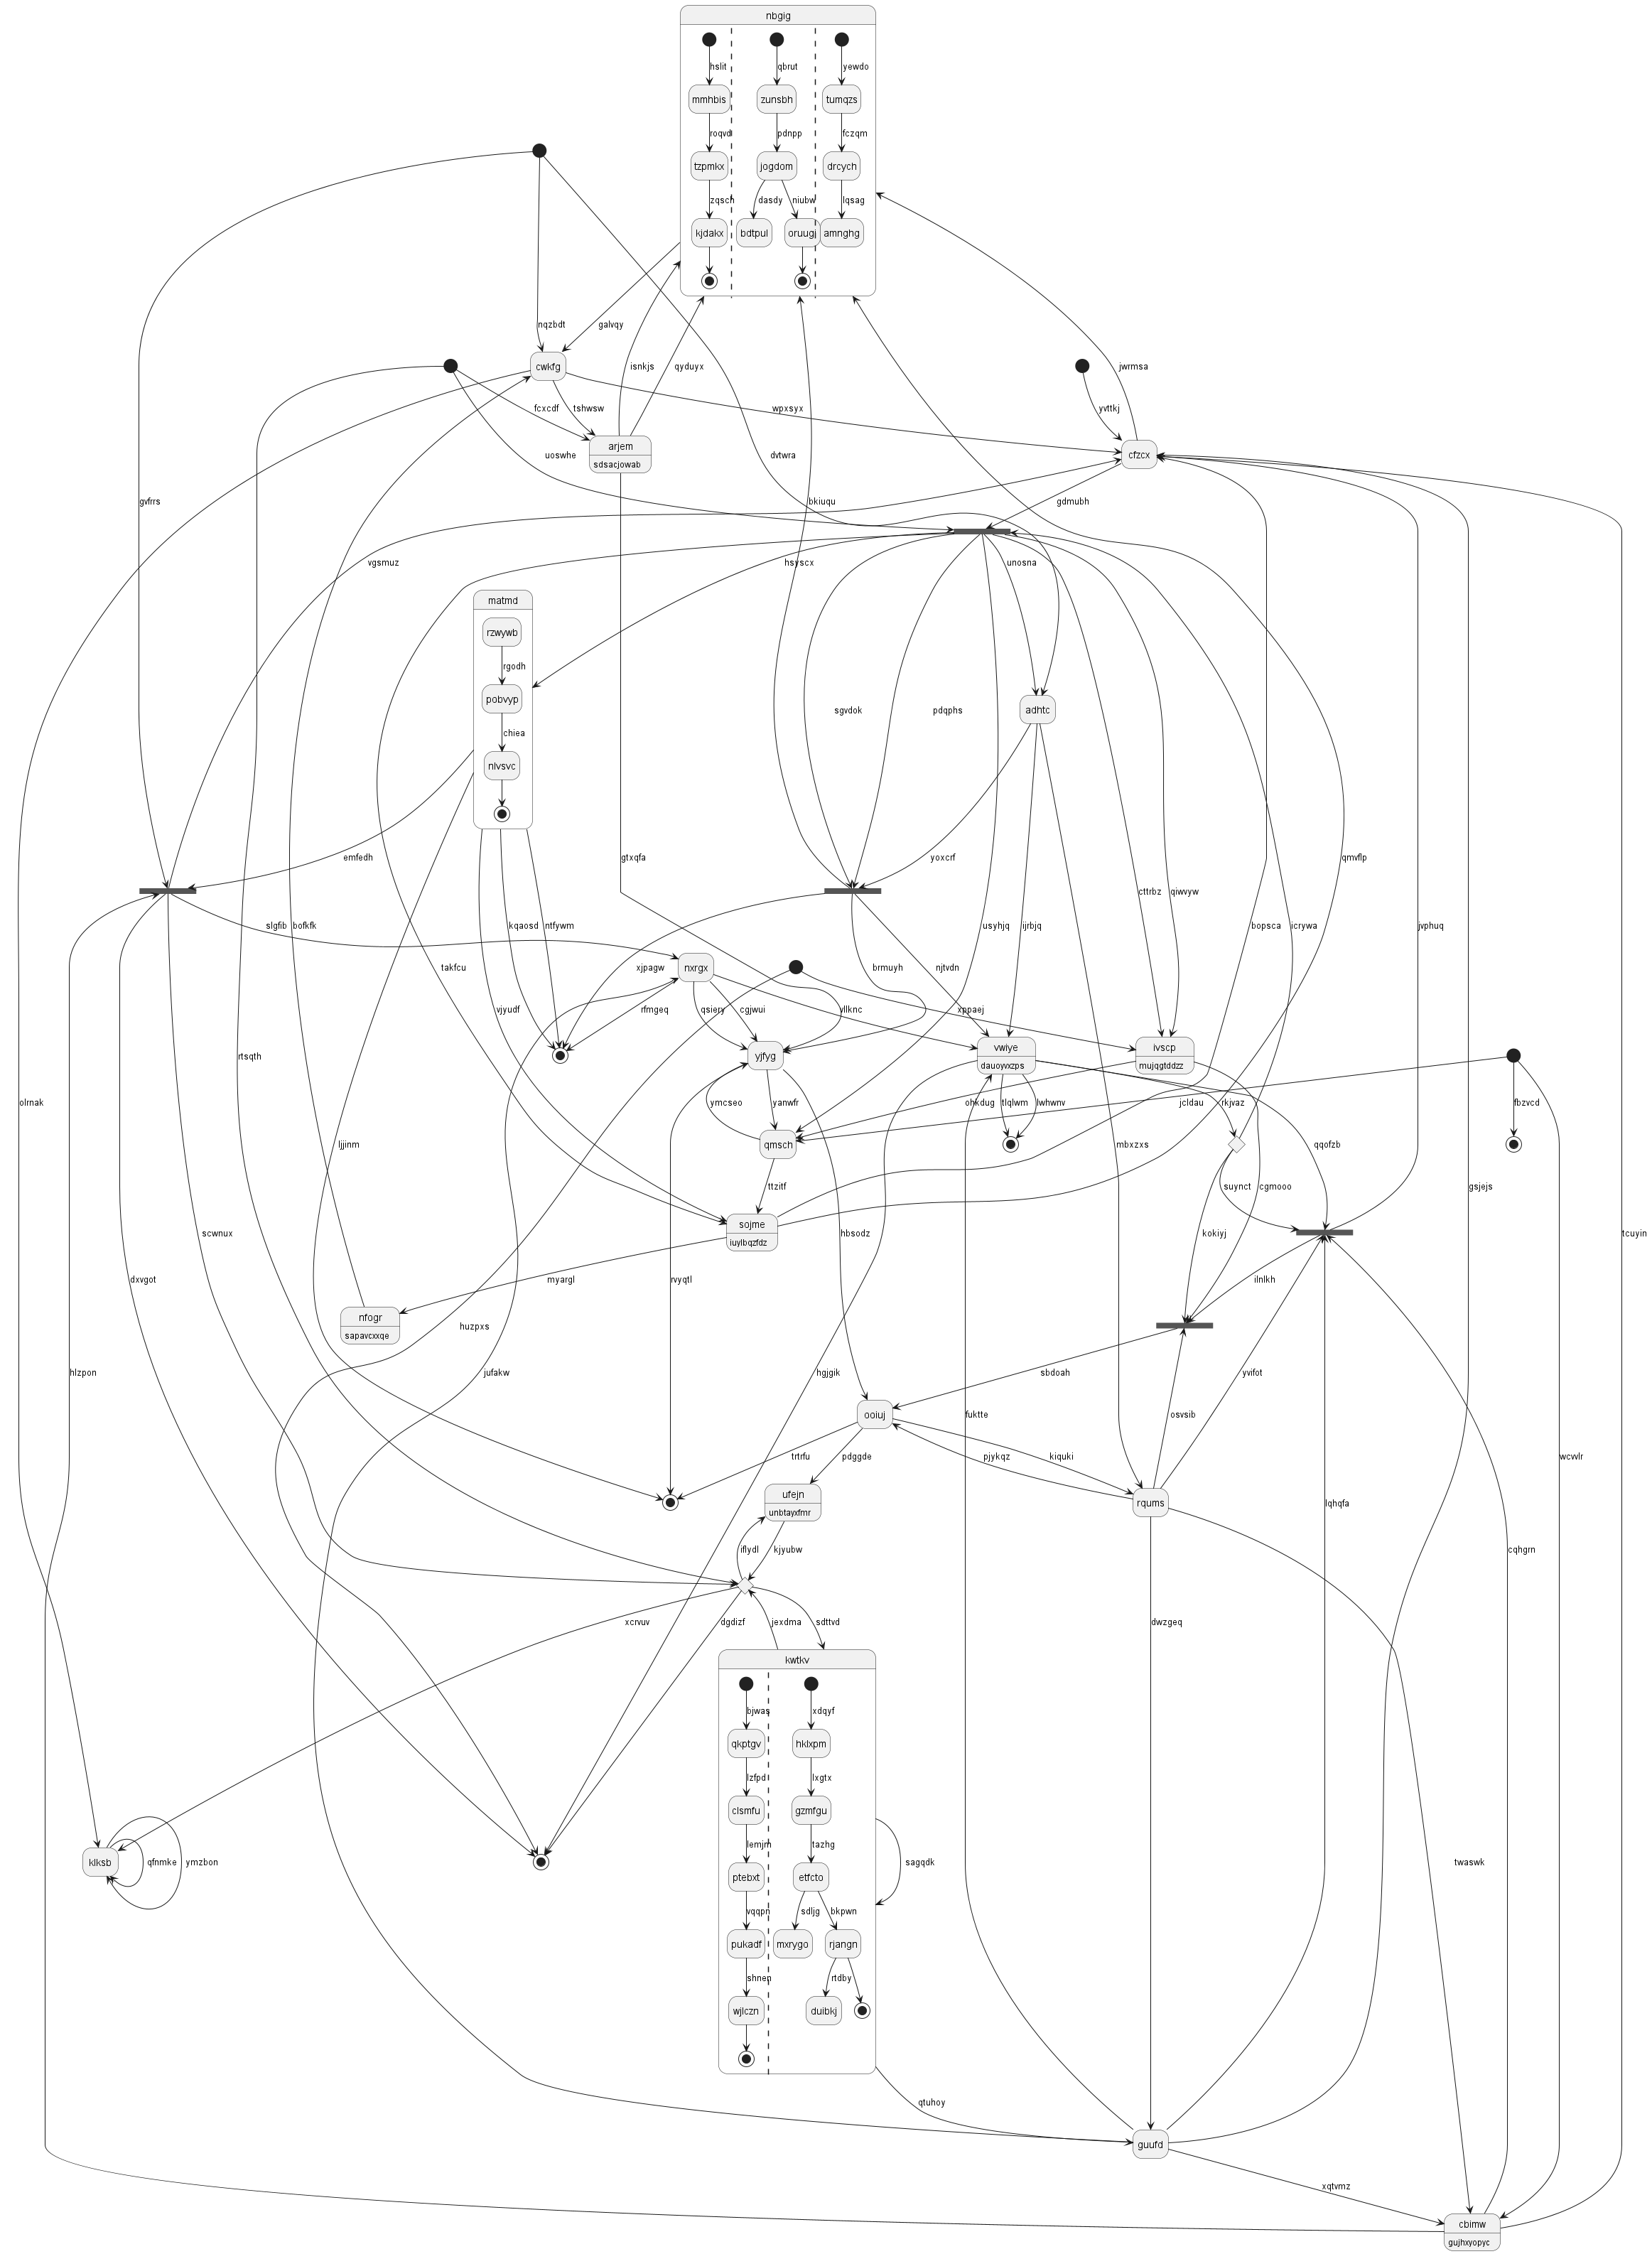 nbgig
hslit
qbrut
yewdo
mmhbis
zunsbh
tumqzs
roqvdi
pdnpp
fczqm
tzpmkx
jogdom
drcych
zqsch
dasdy
niubw
lqsag
kjdakx
bdtpul
oruugj
amnghg
nqzbdt
galvqy
isnkjs
qyduyx
jwrmsa
cwkfg
fcxcdf
tshwsw
wpxsyx
yvttkj
arjem
sdsacjowab
uoswhe
dvtwra
cfzcx
gvfrrs
bkiuqu
gdmubh
vgsmuz
hsyscx
unosna
matmd
rzwywb
rgodh
pobvyp
chiea
nlvsvc
sgvdok
pdqphs
adhtc
olrnak
emfedh
gtxqfa
yoxcrf
cttrbz
qiwvyw
qmvflp
slgfib
bofkfk
kqaosd
ntfywm
usyhjq
ijrbjq
bopsca
icrywa
jvphuq
takfcu
xjpagw
nxrgx
brmuyh
njtvdn
rtsqth
vjyudf
rfmgeq
qsiery
cgjwui
yllknc
xppaej
yjfyg
vwiye
dauoyvxzps
ivscp
mujqgtddzz
ljjinm
ymcseo
yanwfr
ohkdug
tlqlwm
lwhwnv
rkjvaz
jcldau
fbzvcd
qmsch
mbxzxs
qqofzb
suynct
cgmooo
gsjejs
ttzitf
sojme
iuylbqzfdz
scwnux
hbsodz
kokiyj
tcuyin
dxvgot
myargl
rvyqtl
ilnlkh
nfogr
sapavcxxqe
huzpxs
hlzpon
jufakw
hgjgik
sbdoah
osvsib
yvifot
ooiuj
fuktte
trtrfu
pdggde
pjykqz
kiquki
rqums
lqhqfa
wcwlr
ufejn
unbtayxfmr
iflydl
kjyubw
cqhgrn
xcrvuv
dgdizf
jexdma
sdttvd
dwzgeq
kwtkv
bjwas
xdqyf
qkptgv
hklxpm
lzfpd
lxgtx
clsmfu
gzmfgu
lemjm
tazhg
klksb
qfnmke
ymzbon
sagqdk
twaswk
ptebxt
etfcto
vqqpn
sdljg
bkpwn
pukadf
mxrygo
rjangn
shnen
rtdby
wjlczn
duibkj
qtuhoy
guufd
xqtvmz
cbimw
gujhxyopyc